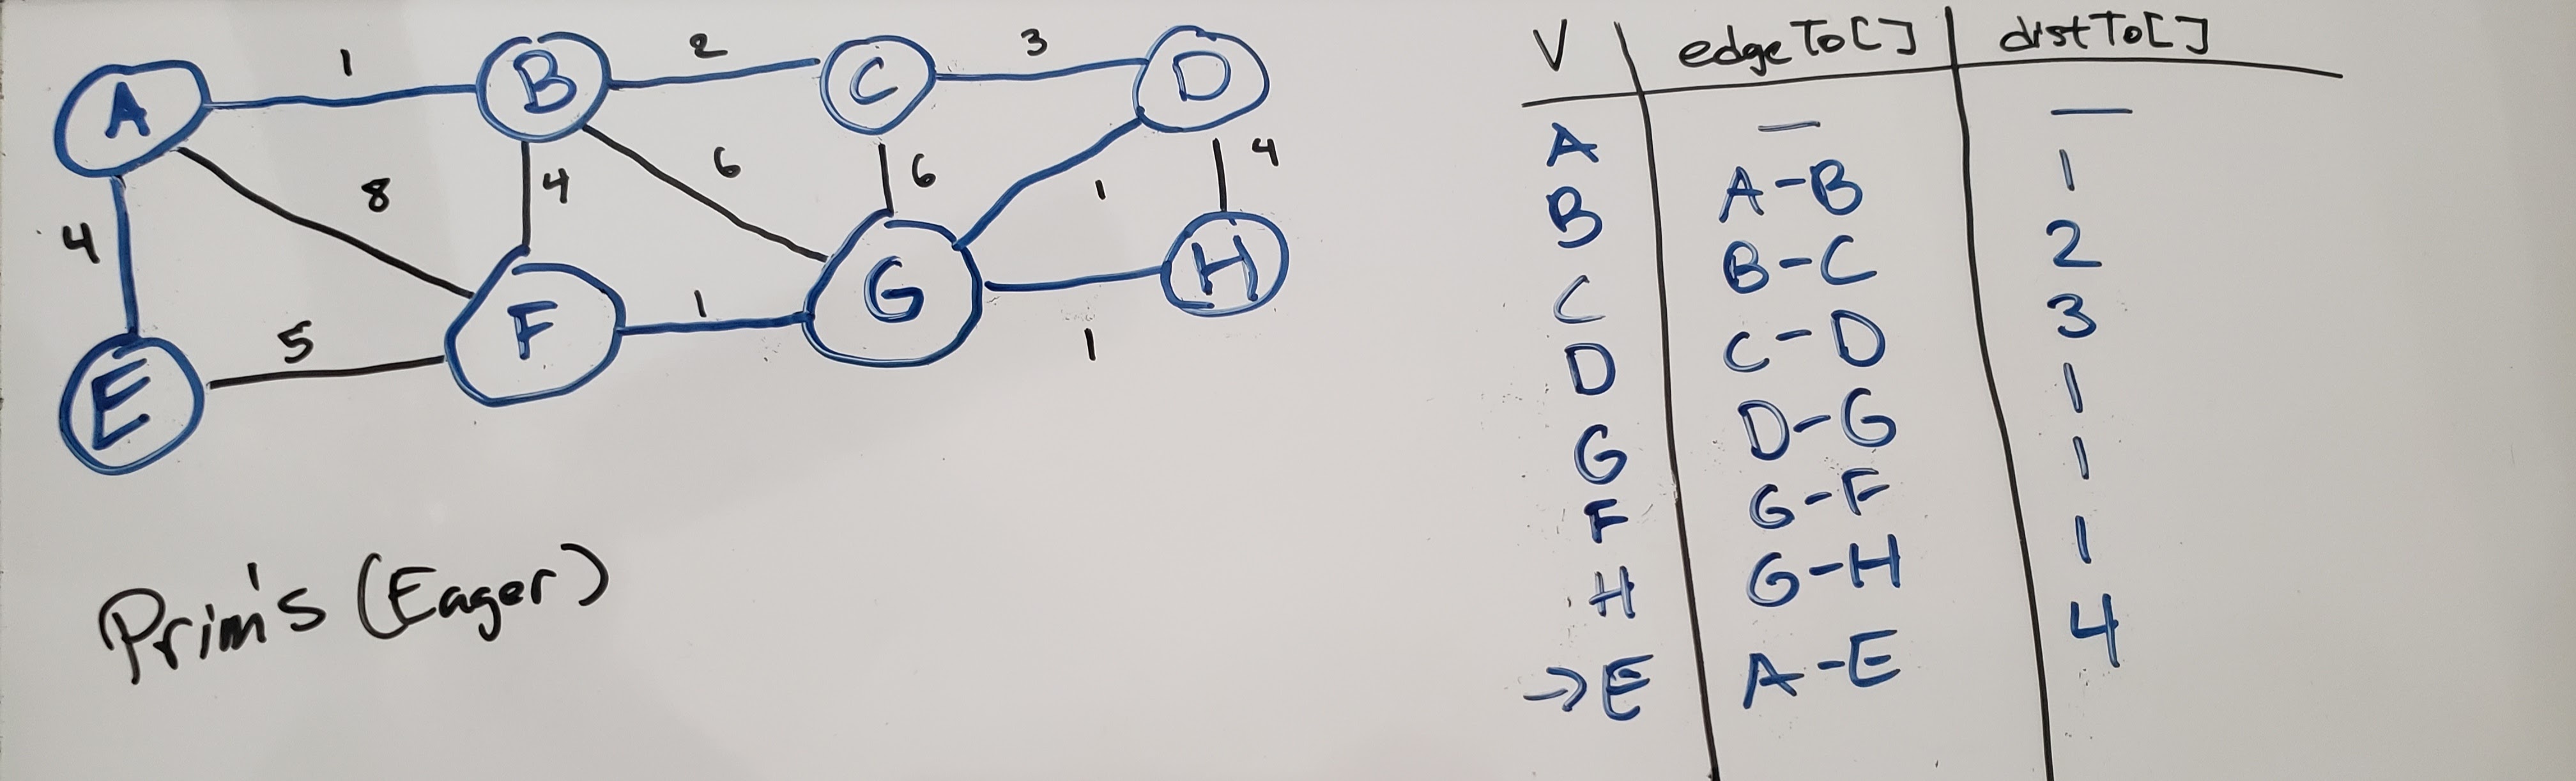 1 2 3
A B C D
8 4 6 6 1 4
4
E 5 F 1 G 1 H
Prim's (Eager)
V edgeTo[] distTo[]
A — —
B A-B 1
C B-C 2
D C-D 3
G D-G 1
F G-F 1
H G-H 1
→ E A-E 4